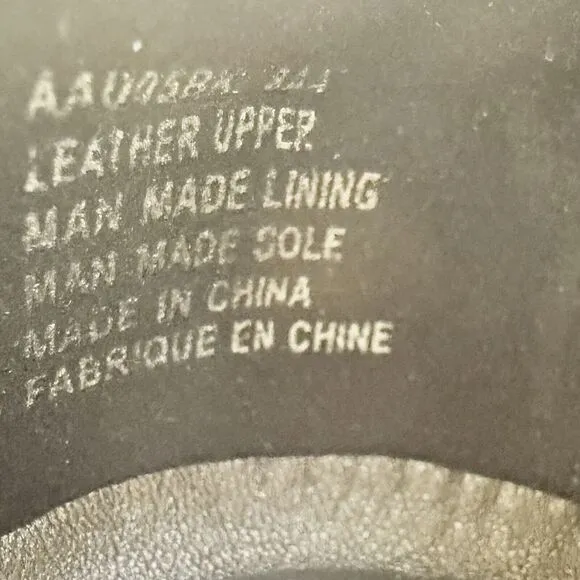 LEATHER UPPER
MAN MADE LINING
MAN MADE SOLE
MADE IN CHINA
FABRIQUE EN CHINE